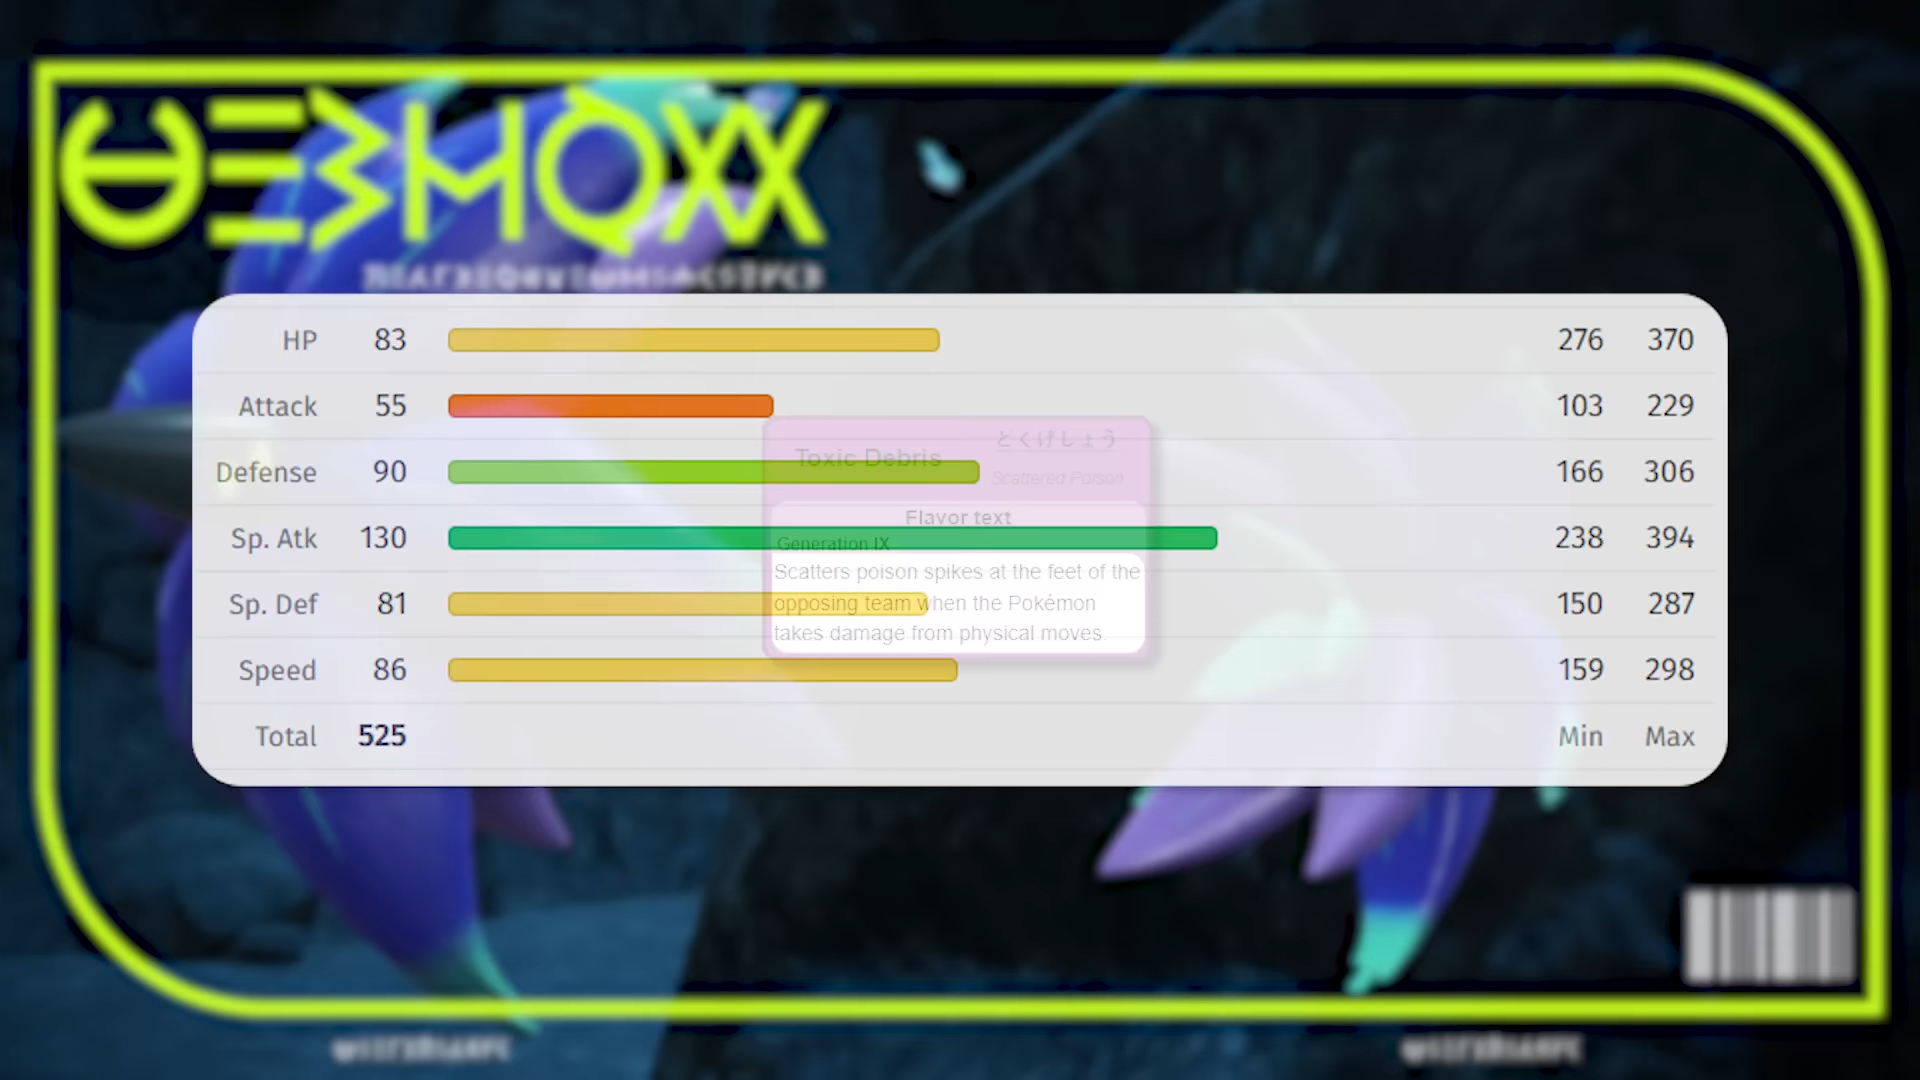 HP 83 276 370
Attack 55 103 229
どくげしょう
Toxic Debris
Defense 90 166 306
Scattered Poison
Flavor text
Sp. Atk 130 238 394
Generation IX
Scatters poison spikes at the feet of the
opposing team when the Pokémon
takes damage from physical moves.
Sp. Def 81 150 287
Speed 86 159 298
Total 525 Min Max